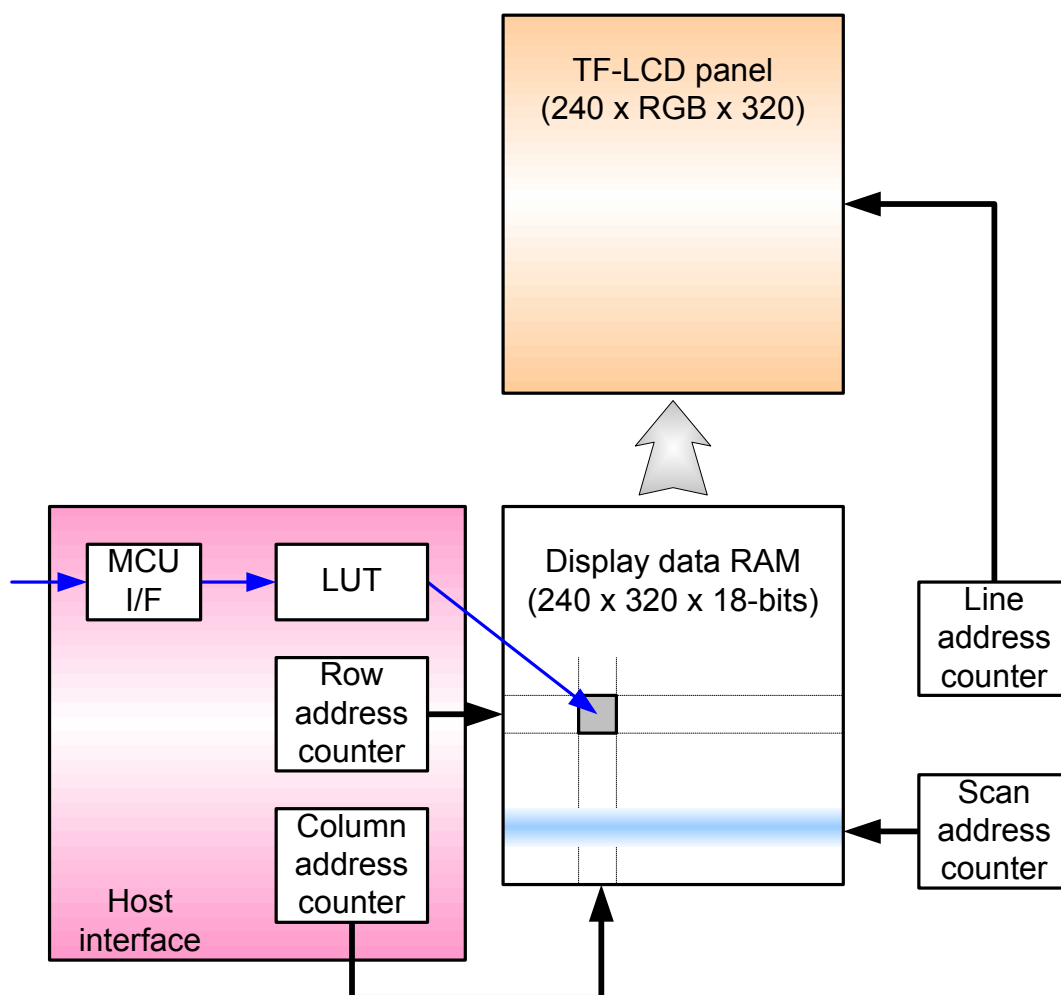 TF-LCD panel
(240 x RGB x 320)
MCU
I/F
LUT
Display data RAM
(240 x 320 x 18-bits)
Line
address
counter
Row
address
counter
Scan
address
counter
Column
address
counter
Host
interface